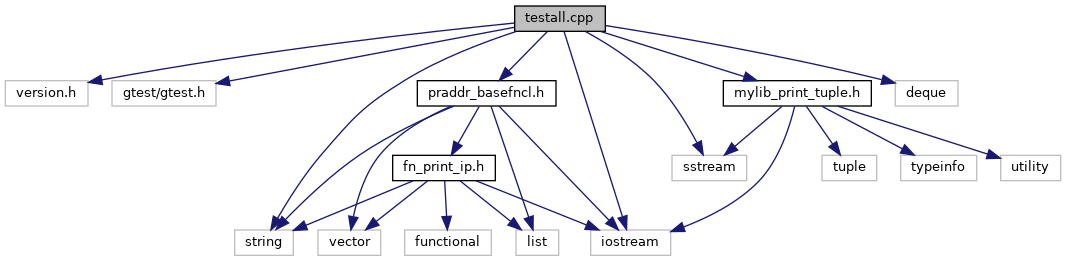 testall.cpp
version.h
gtest/gtest.h
praddr_basefncl.h
mylib_print_tuple.h
deque
fn_print_ip.h
sstream
tuple
typeinfo
utility
string
vector
functional
list
iostream